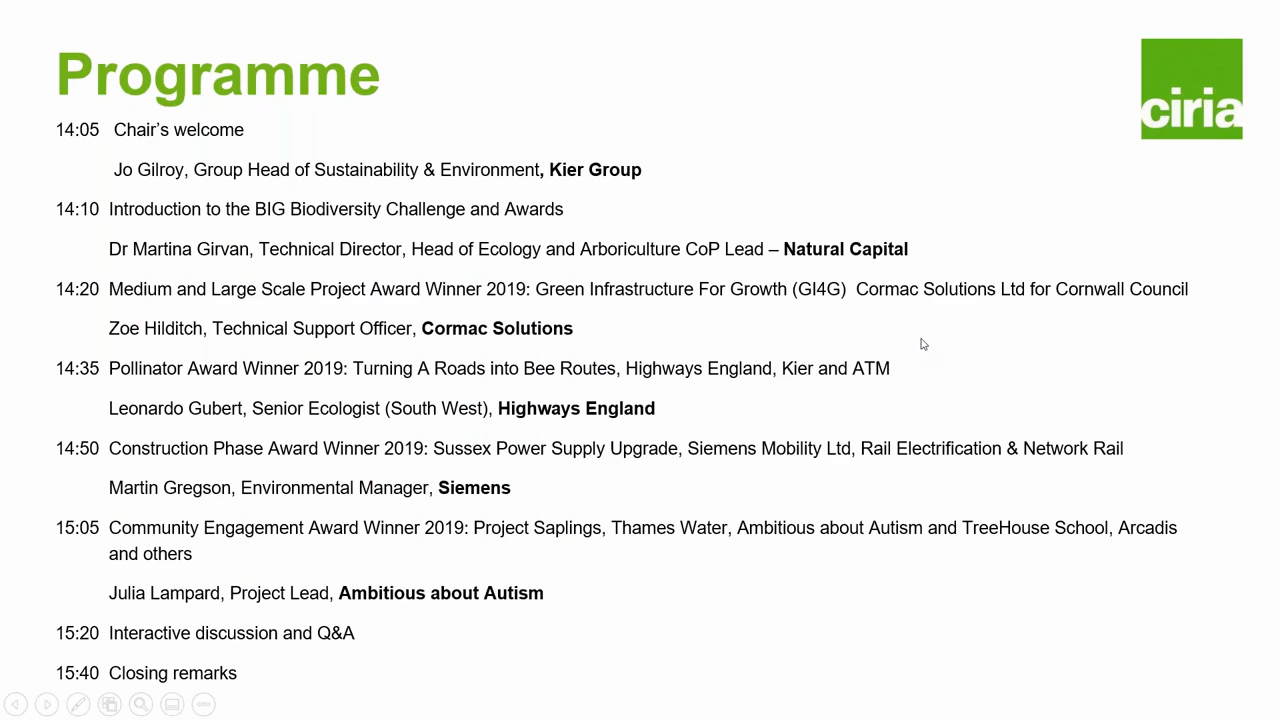 Programme
ciria
14:05 Chair's welcome
Jo Gilroy, Group Head of Sustainability & Environment, Kier Group
14:10 Introduction to the BIG Biodiversity Challenge and Awards
Dr Martina Girvan, Technical Director, Head of Ecology and Arboriculture CoP Lead – Natural Capital
14:20 Medium and Large Scale Project Award Winner 2019: Green Infrastructure For Growth (GI4G) Cormac Solutions Ltd for Cornwall Council
Zoe Hilditch, Technical Support Officer, Cormac Solutions
14:35 Pollinator Award Winner 2019: Turning A Roads into Bee Routes, Highways England, Kier and ATM
Leonardo Gubert, Senior Ecologist (South West), Highways England
14:50 Construction Phase Award Winner 2019: Sussex Power Supply Upgrade, Siemens Mobility Ltd, Rail Electrification & Network Rail
Martin Gregson, Environmental Manager, Siemens
15:05 Community Engagement Award Winner 2019: Project Saplings, Thames Water, Ambitious about Autism and TreeHouse School, Arcadis
and others
Julia Lampard, Project Lead, Ambitious about Autism
15:20 Interactive discussion and Q&A
15:40 Closing remarks